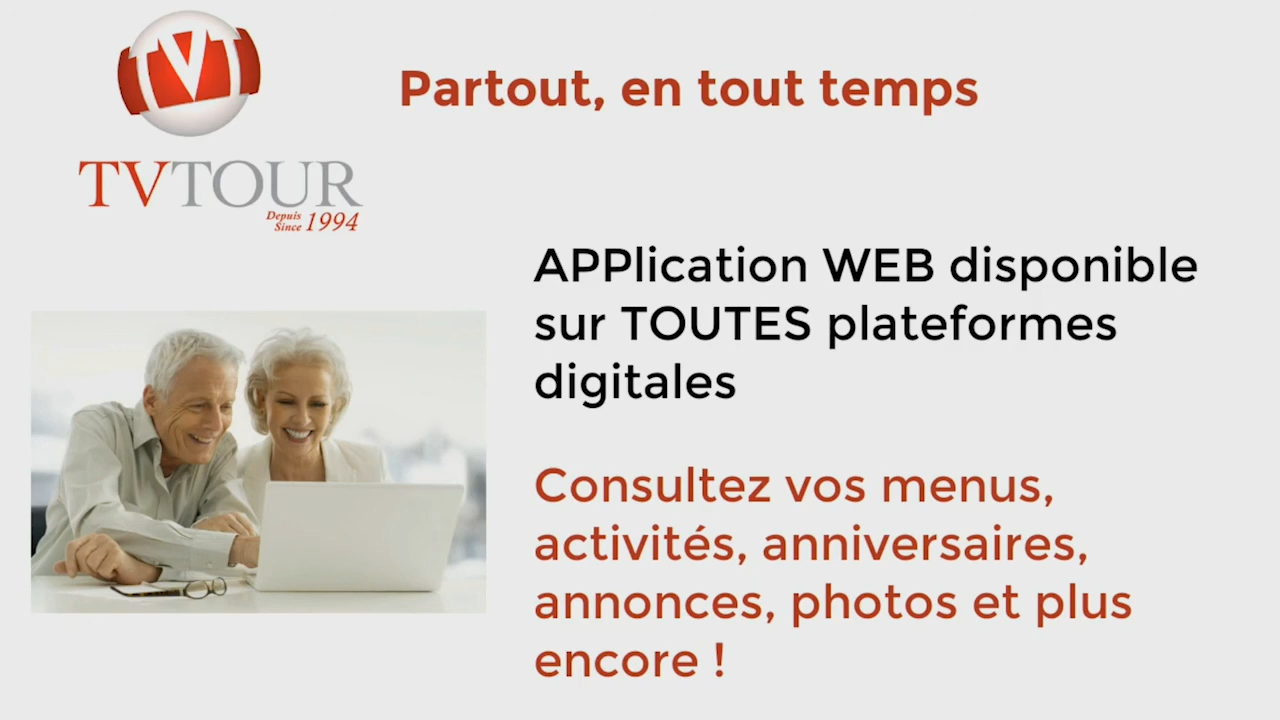 TVT
Partout, en tout temps
TVTOUR
Depuis
Since 1994
APPlication WEB disponible
sur TOUTES plateformes
digitales
Consultez vos menus,
activités, anniversaires,
annonces, photos et plus
encore !